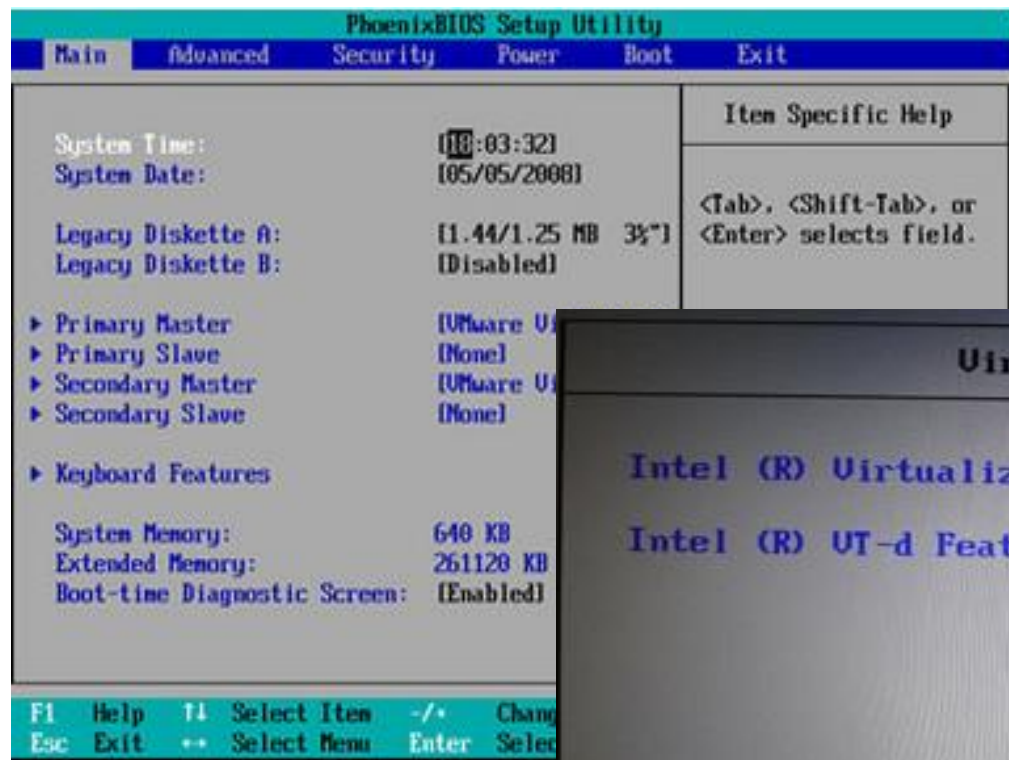 PhoenixBIOS Setup Utility
Main Advanced Security Power Boot Exit
Item Specific Help
System Time: [18:03:32]
System Date: [05/05/2008]
<Tab>, <Shift-Tab>, or
<Enter> selects field.
Legacy Diskette A: [1.44/1.25 MB 3½"]
Legacy Diskette B: [Disabled]
Primary Master [VMware Vi
Primary Slave [None]
Secondary Master [VMware Vi
Secondary Slave [None]
Keyboard Features
System Memory: 640 KB
Extended Memory: 261120 KB
Boot-time Diagnostic Screen: [Enabled]
F1 Help ↑↓ Select Item -/+ Chang
Esc Exit ↔ Select Menu Enter Selec
Vir
Intel (R) Virtualiz
Intel (R) VT-d Feat